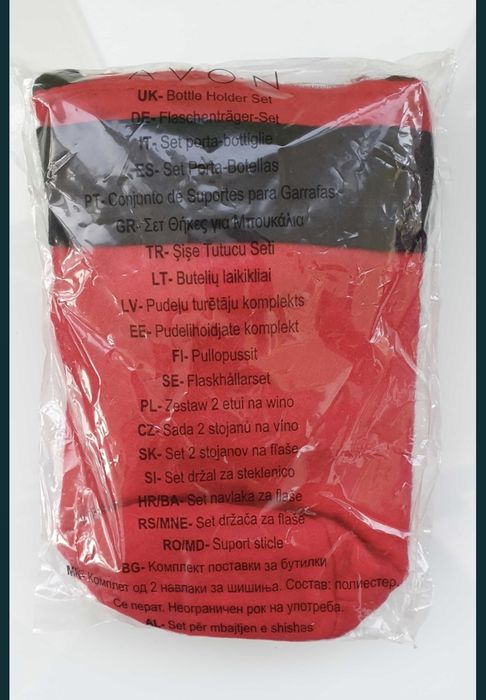 AVON
UK- Bottle Holder Set
DE- Flaschenträger-Set
IT- Set porta-bottiglie
ES- Set Porta-Botellas
PT- Conjunto de Suportes para Garrafas
GR- Σετ Θήκες για Μπουκάλια
TR- Şişe Tutucu Seti
LT- Butelių laikikliai
LV- Pudeļu turētāju komplekts
EE- Pudelihoidjate komplekt
FI- Pullopussit
SE- Flaskhållarset
PL- Zestaw 2 etui na wino
CZ- Sada 2 stojanů na víno
SK- Set 2 stojanov na fľaše
SI- Set držal za steklenico
HR/BA- Set navlaka za flaše
RS/MNE- Set držača za flaše
RO/MD- Suport sticle
BG- Комплект поставки за бутилки
MK- Комплет од 2 навлаки за шишиња. Состав: полиестер.
Се перат. Неограничен рок на употреба.
AL- Set për mbajtjen e shishas